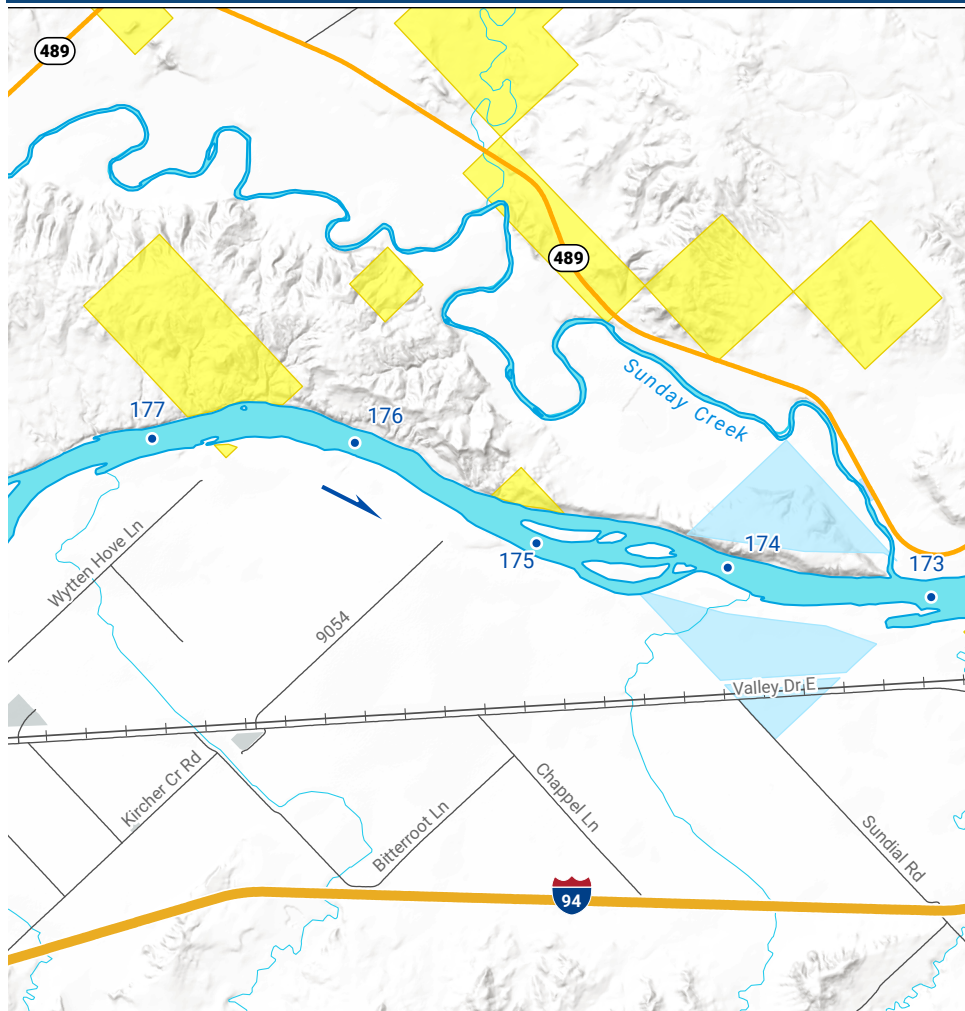 489
489
Sunday Creek
177
176
175
174
173
Wytten Hove Ln
9054
Valley Dr E
Kircher Cr Rd
Bitterroot Ln
Chappel Ln
Sundial Rd
94